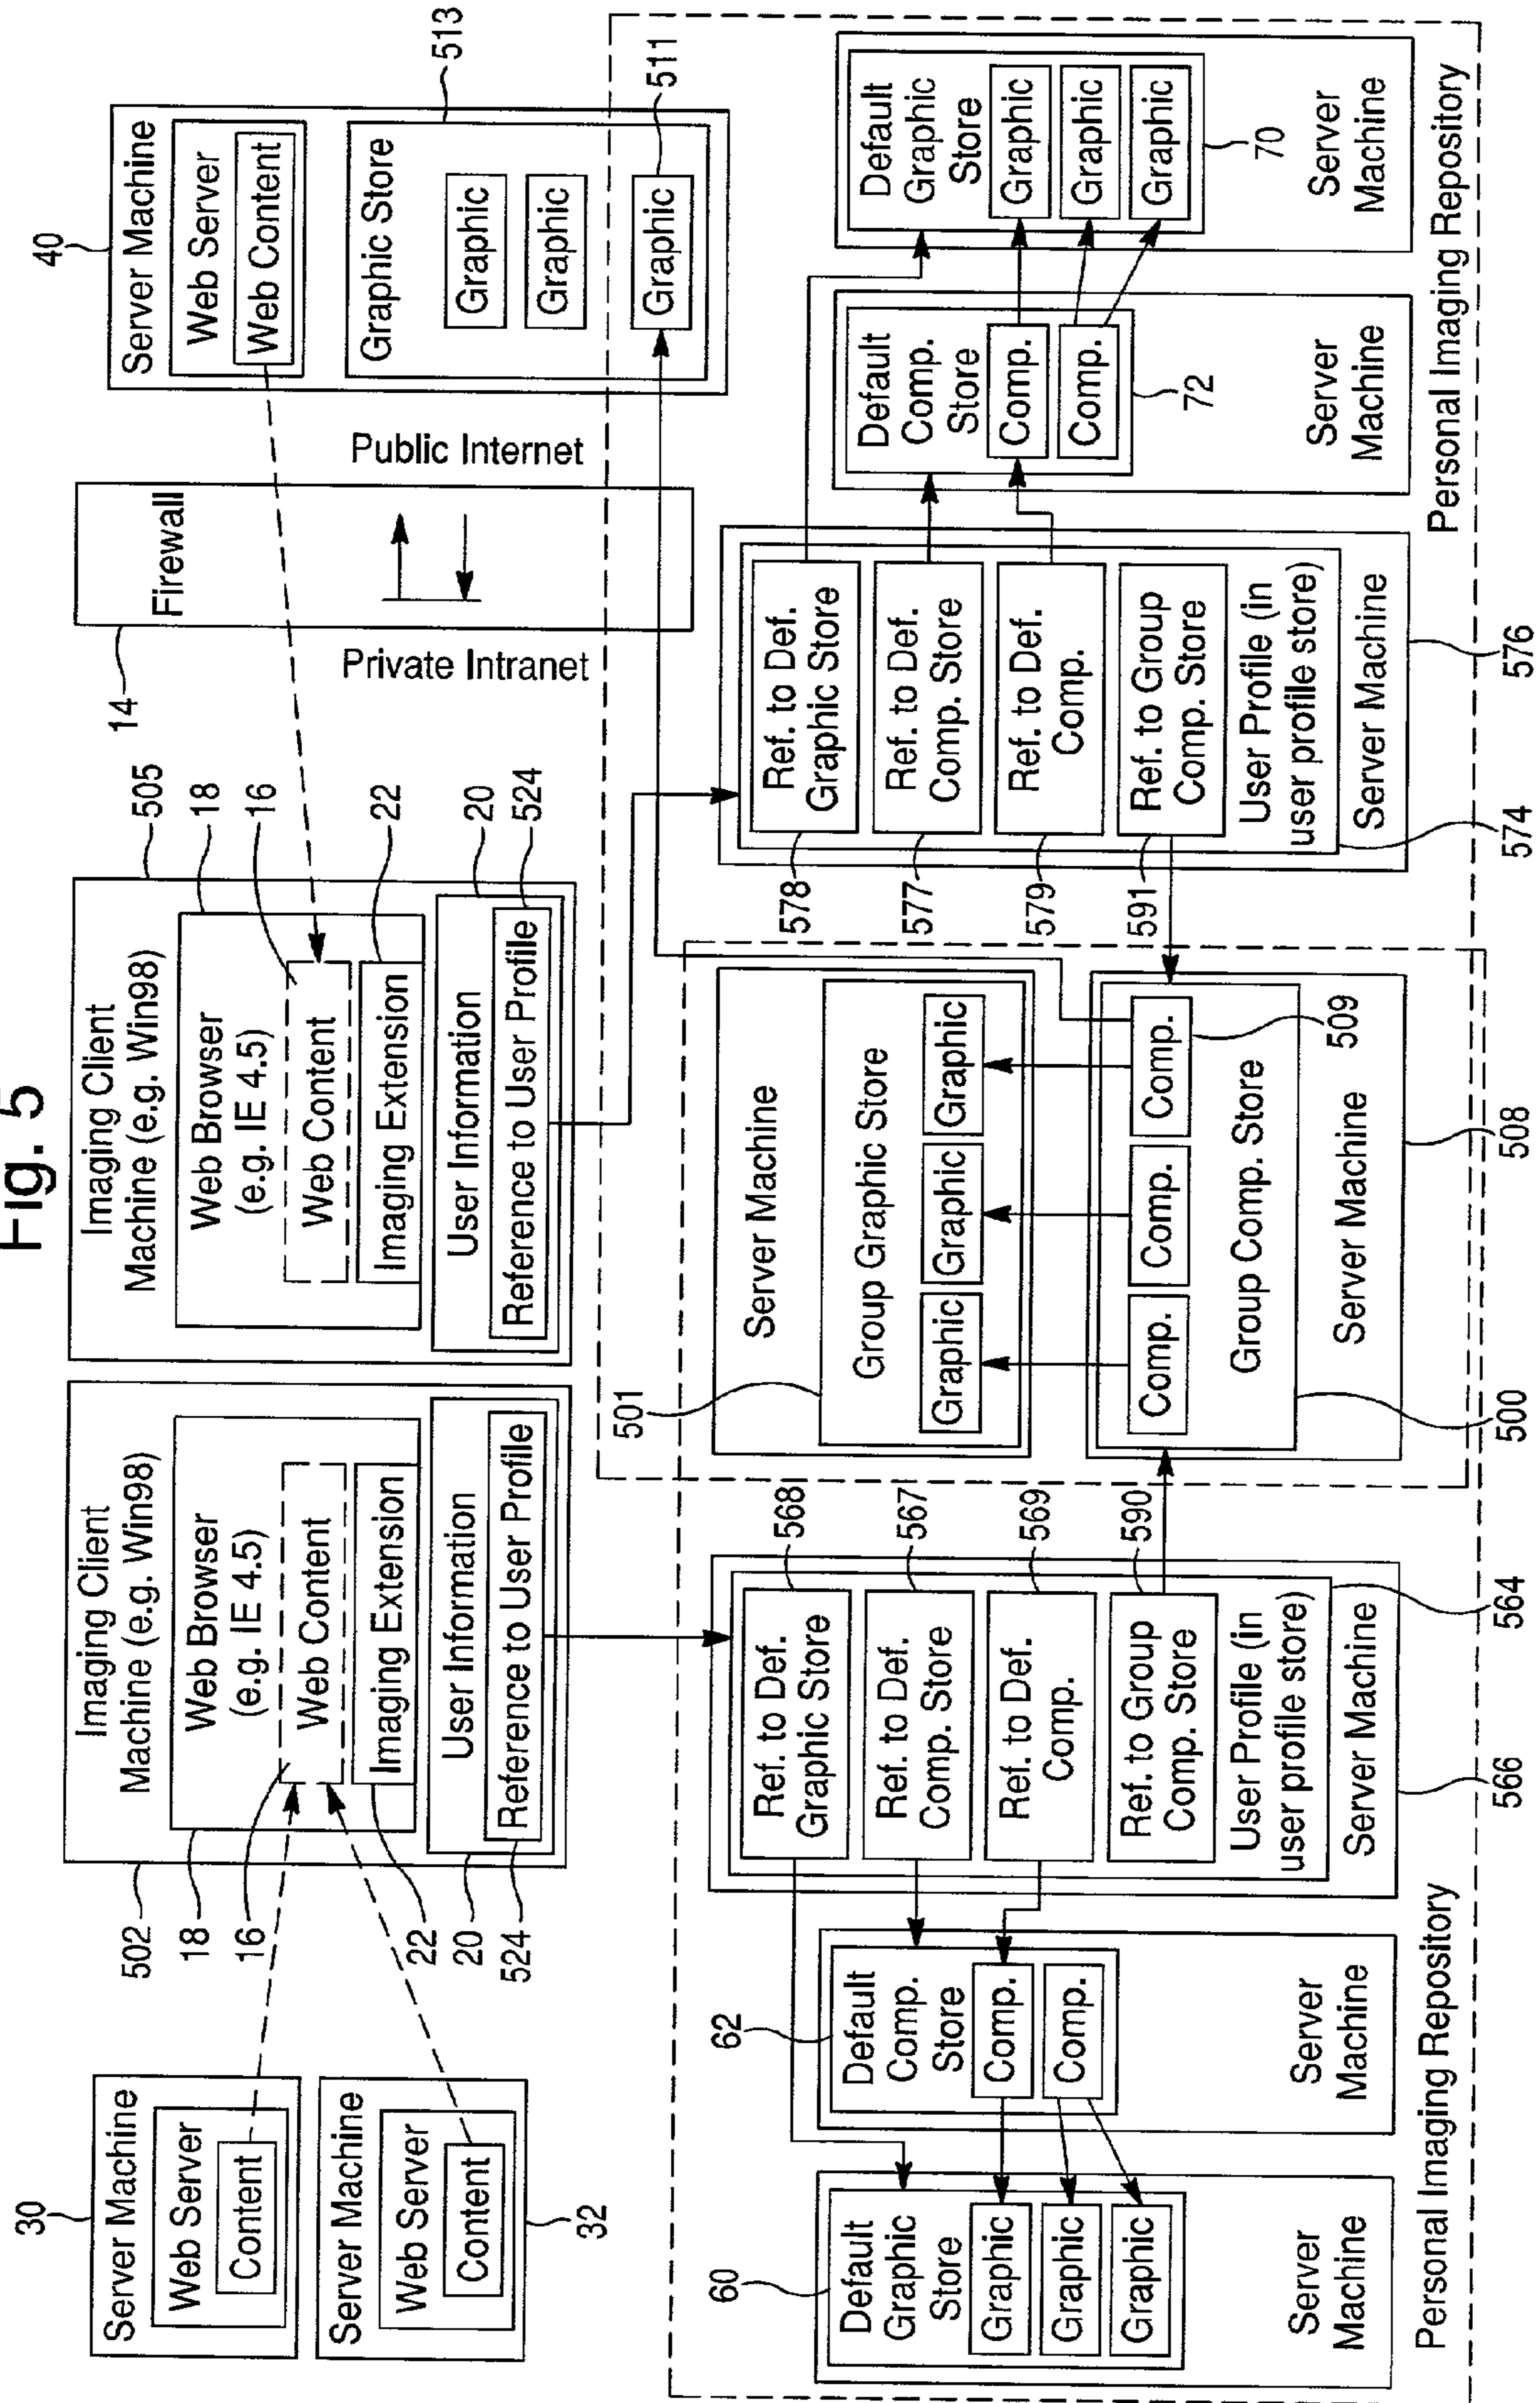 Fig. 5
30
Server Machine
Web Server
Content
Server Machine
Web Server
Content
32
502
18
16
22
20
524
Imaging Client
Machine (e.g. Win98)
Web Browser
(e.g. IE 4.5)
Web Content
Imaging Extension
User Information
Reference to User Profile
Imaging Client
Machine (e.g. Win98)
Web Browser
(e.g. IE 4.5)
Web Content
Imaging Extension
User Information
Reference to User Profile
505
18
16
22
20
524
14
Firewall
Private Intranet
Public Internet
40
Server Machine
Web Server
Web Content
Graphic Store
Graphic
Graphic
Graphic
513
511
60
Default
Graphic
Store
Graphic
Graphic
Graphic
Server
Machine
62
Default
Comp.
Store
Comp.
Comp.
Server
Machine
Personal Imaging Repository
Ref. to Def.
Graphic Store
Ref. to Def.
Comp. Store
Ref. to Def.
Comp.
Ref. to Group
Comp. Store
User Profile (in
user profile store)
Server Machine
568
567
569
590
564
566
501
Server Machine
Group Graphic Store
Graphic
Graphic
Graphic
Comp.
Comp.
Comp.
509
Group Comp. Store
Server Machine
500
508
578
577
579
591
Ref. to Def.
Graphic Store
Ref. to Def.
Comp. Store
Ref. to Def.
Comp.
Ref. to Group
Comp. Store
User Profile (in
user profile store)
Server Machine
574
576
Default
Comp.
Store
Comp.
Comp.
72
Server
Machine
Default
Graphic
Store
Graphic
Graphic
Graphic
70
Server
Machine
Personal Imaging Repository